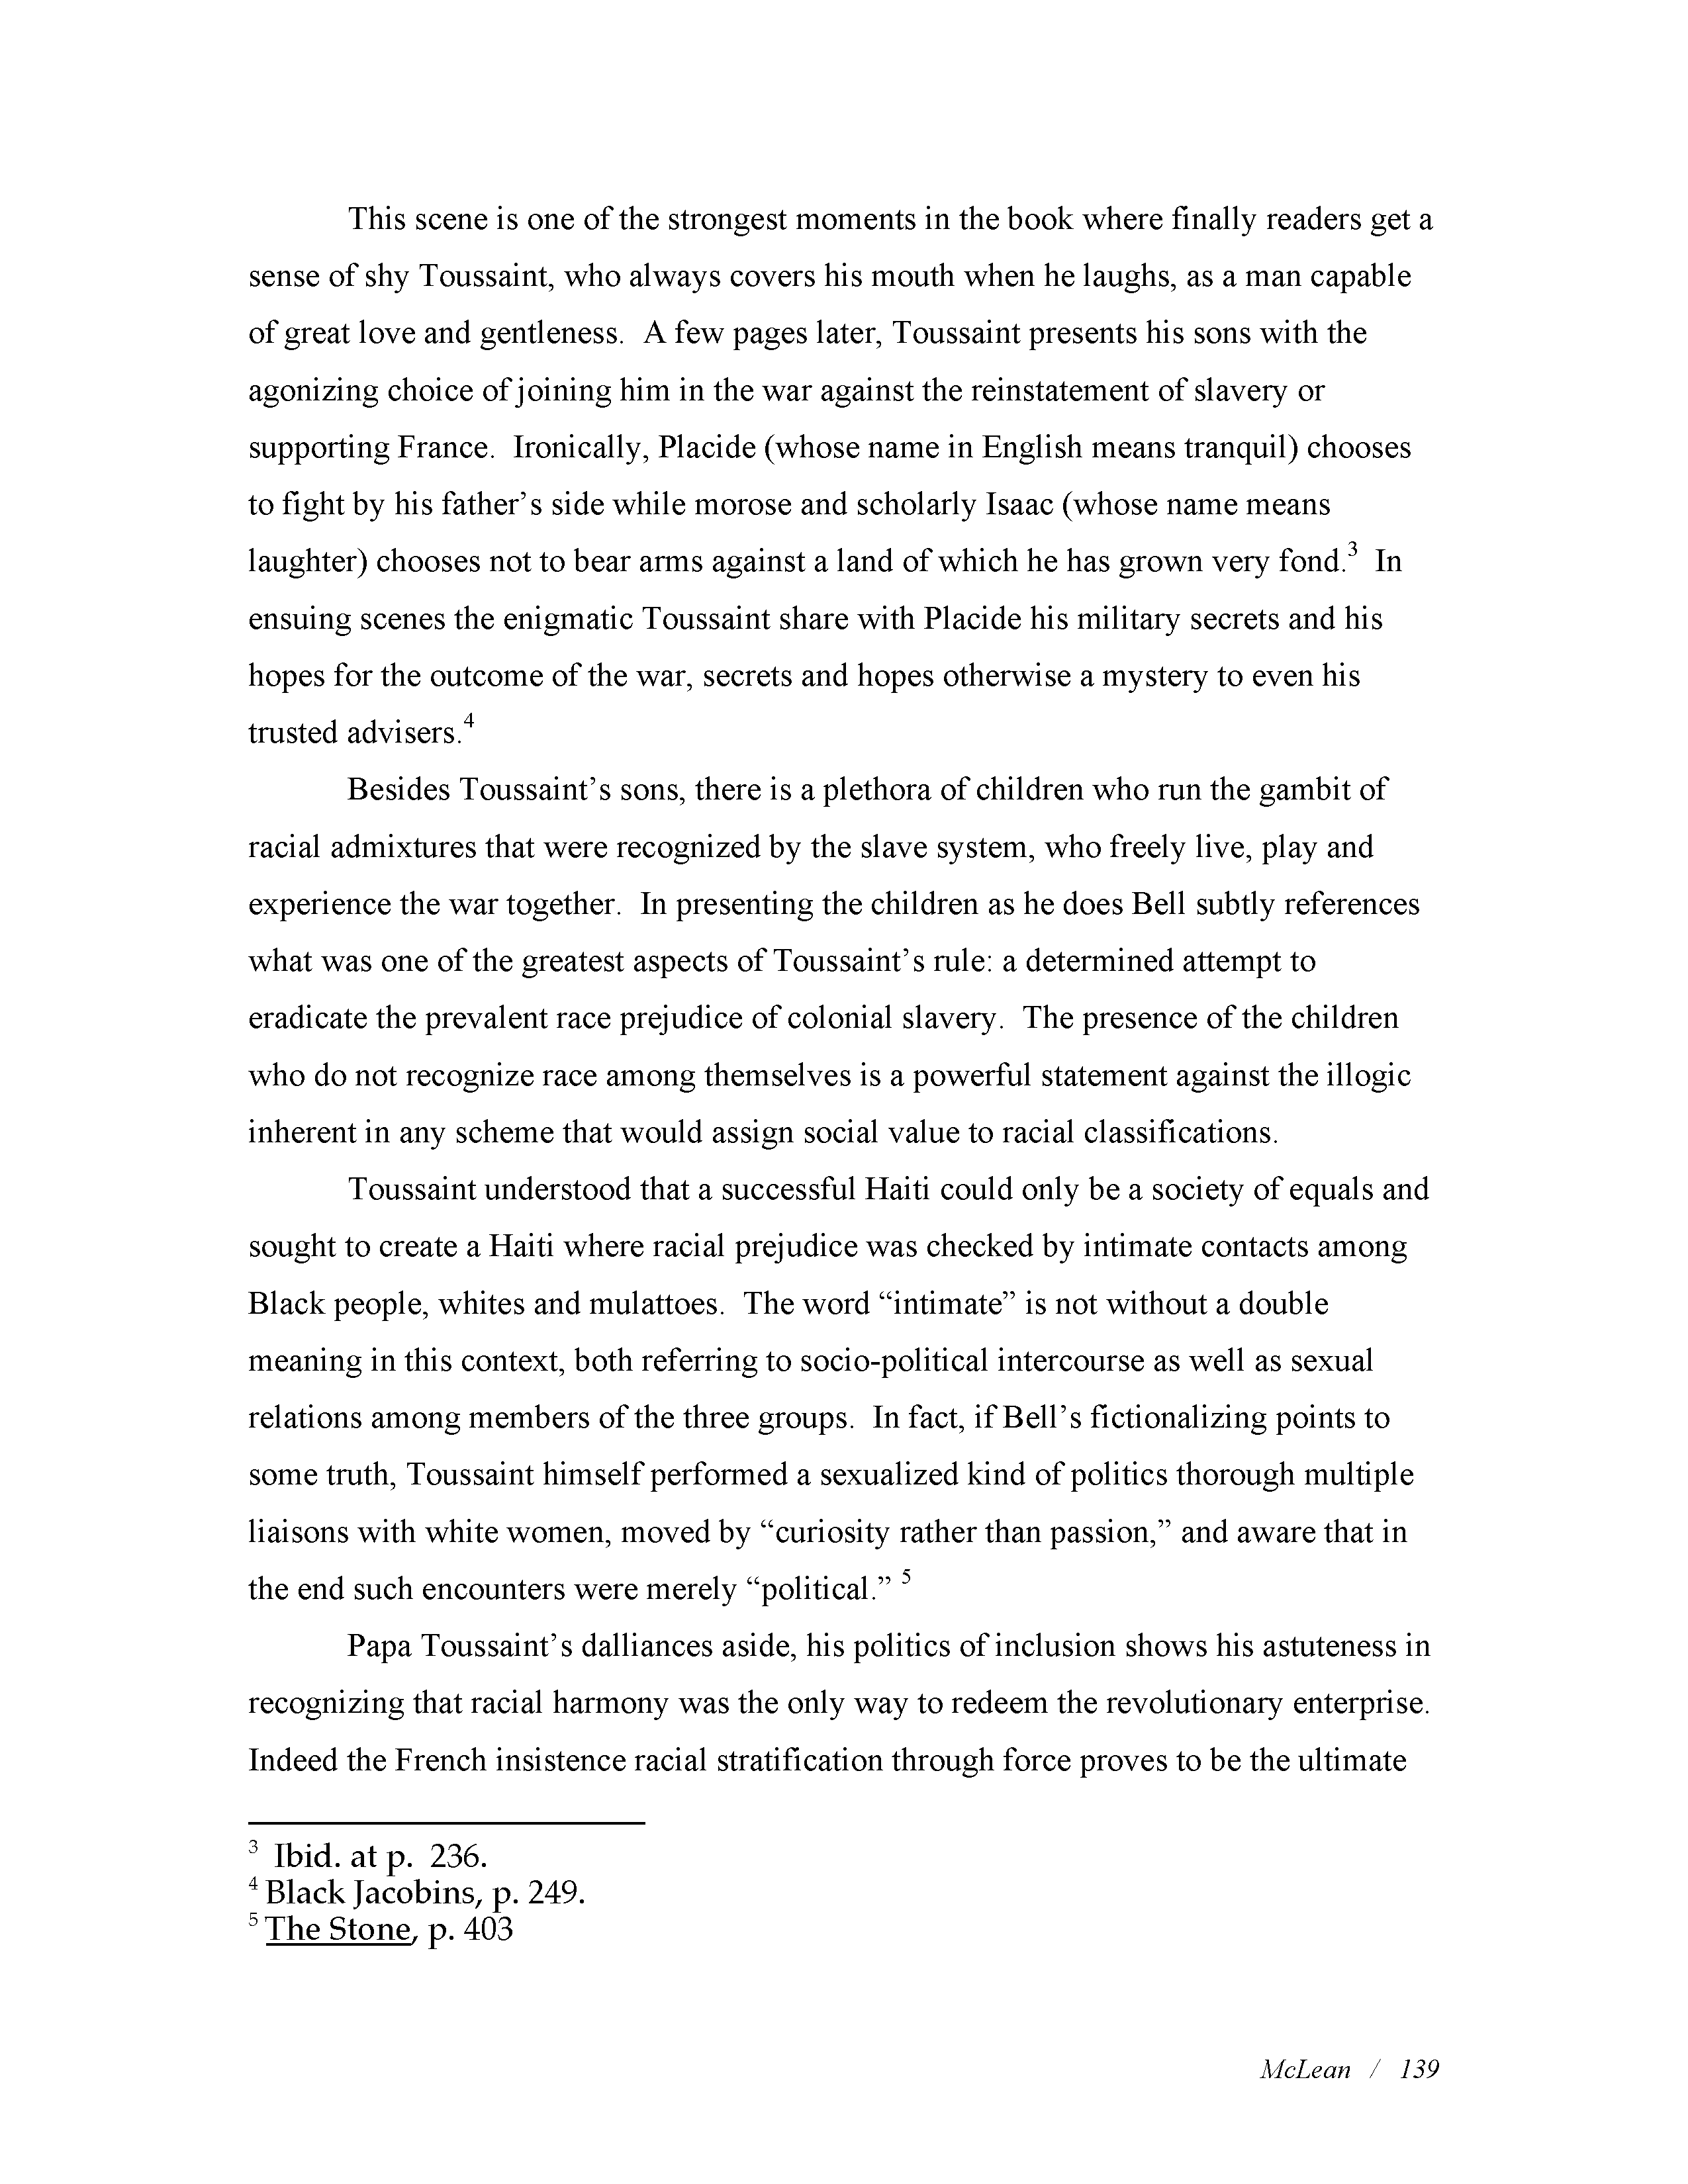 This scene is one of the strongest moments in the book where finally readers get a
sense of shy Toussaint, who always covers his mouth when he laughs, as a man capable
of great love and gentleness.  A few pages later, Toussaint presents his sons with the
agonizing choice of joining him in the war against the reinstatement of slavery or
supporting France.  Ironically, Placide (whose name in English means tranquil) chooses
to fight by his father’s side while morose and scholarly Isaac (whose name means
laughter) chooses not to bear arms against a land of which he has grown very fond.3  In
ensuing scenes the enigmatic Toussaint share with Placide his military secrets and his
hopes for the outcome of the war, secrets and hopes otherwise a mystery to even his
trusted advisers.4
Besides Toussaint’s sons, there is a plethora of children who run the gambit of
racial admixtures that were recognized by the slave system, who freely live, play and
experience the war together.  In presenting the children as he does Bell subtly references
what was one of the greatest aspects of Toussaint’s rule: a determined attempt to
eradicate the prevalent race prejudice of colonial slavery.  The presence of the children
who do not recognize race among themselves is a powerful statement against the illogic
inherent in any scheme that would assign social value to racial classifications.
Toussaint understood that a successful Haiti could only be a society of equals and
sought to create a Haiti where racial prejudice was checked by intimate contacts among
Black people, whites and mulattoes.  The word “intimate” is not without a double
meaning in this context, both referring to socio-political intercourse as well as sexual
relations among members of the three groups.  In fact, if Bell’s fictionalizing points to
some truth, Toussaint himself performed a sexualized kind of politics thorough multiple
liaisons with white women, moved by “curiosity rather than passion,” and aware that in
the end such encounters were merely “political.” 5
Papa Toussaint’s dalliances aside, his politics of inclusion shows his astuteness in
recognizing that racial harmony was the only way to redeem the revolutionary enterprise.
Indeed the French insistence racial stratification through force proves to be the ultimate
3  Ibid. at p.  236.
4 Black Jacobins, p. 249.
5 The Stone, p. 403
McLean  /  139